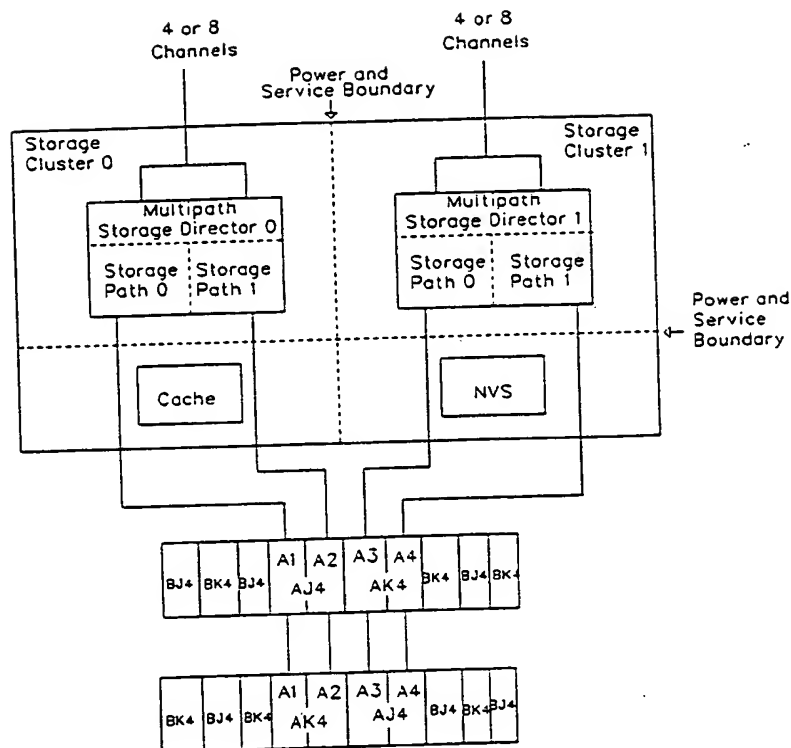 4 or 8
Channels
4 or 8
Channels
Power and
Service Boundary
Storage
Cluster 0
Storage
Cluster 1
Multipath
Storage Director 0
Storage
Path 0
Storage
Path 1
Multipath
Storage Director 1
Storage
Path 0
Storage
Path 1
Power and
Service
Boundary
Cache
NVS
A1 A2 A3 A4
BJ4 BK4 BJ4 AJ4 AK4 BK4 BJ4 BK4
A1 A2 A3 A4
BK4 BJ4 BK4 AK4 AJ4 BJ4 BK4 BJ4